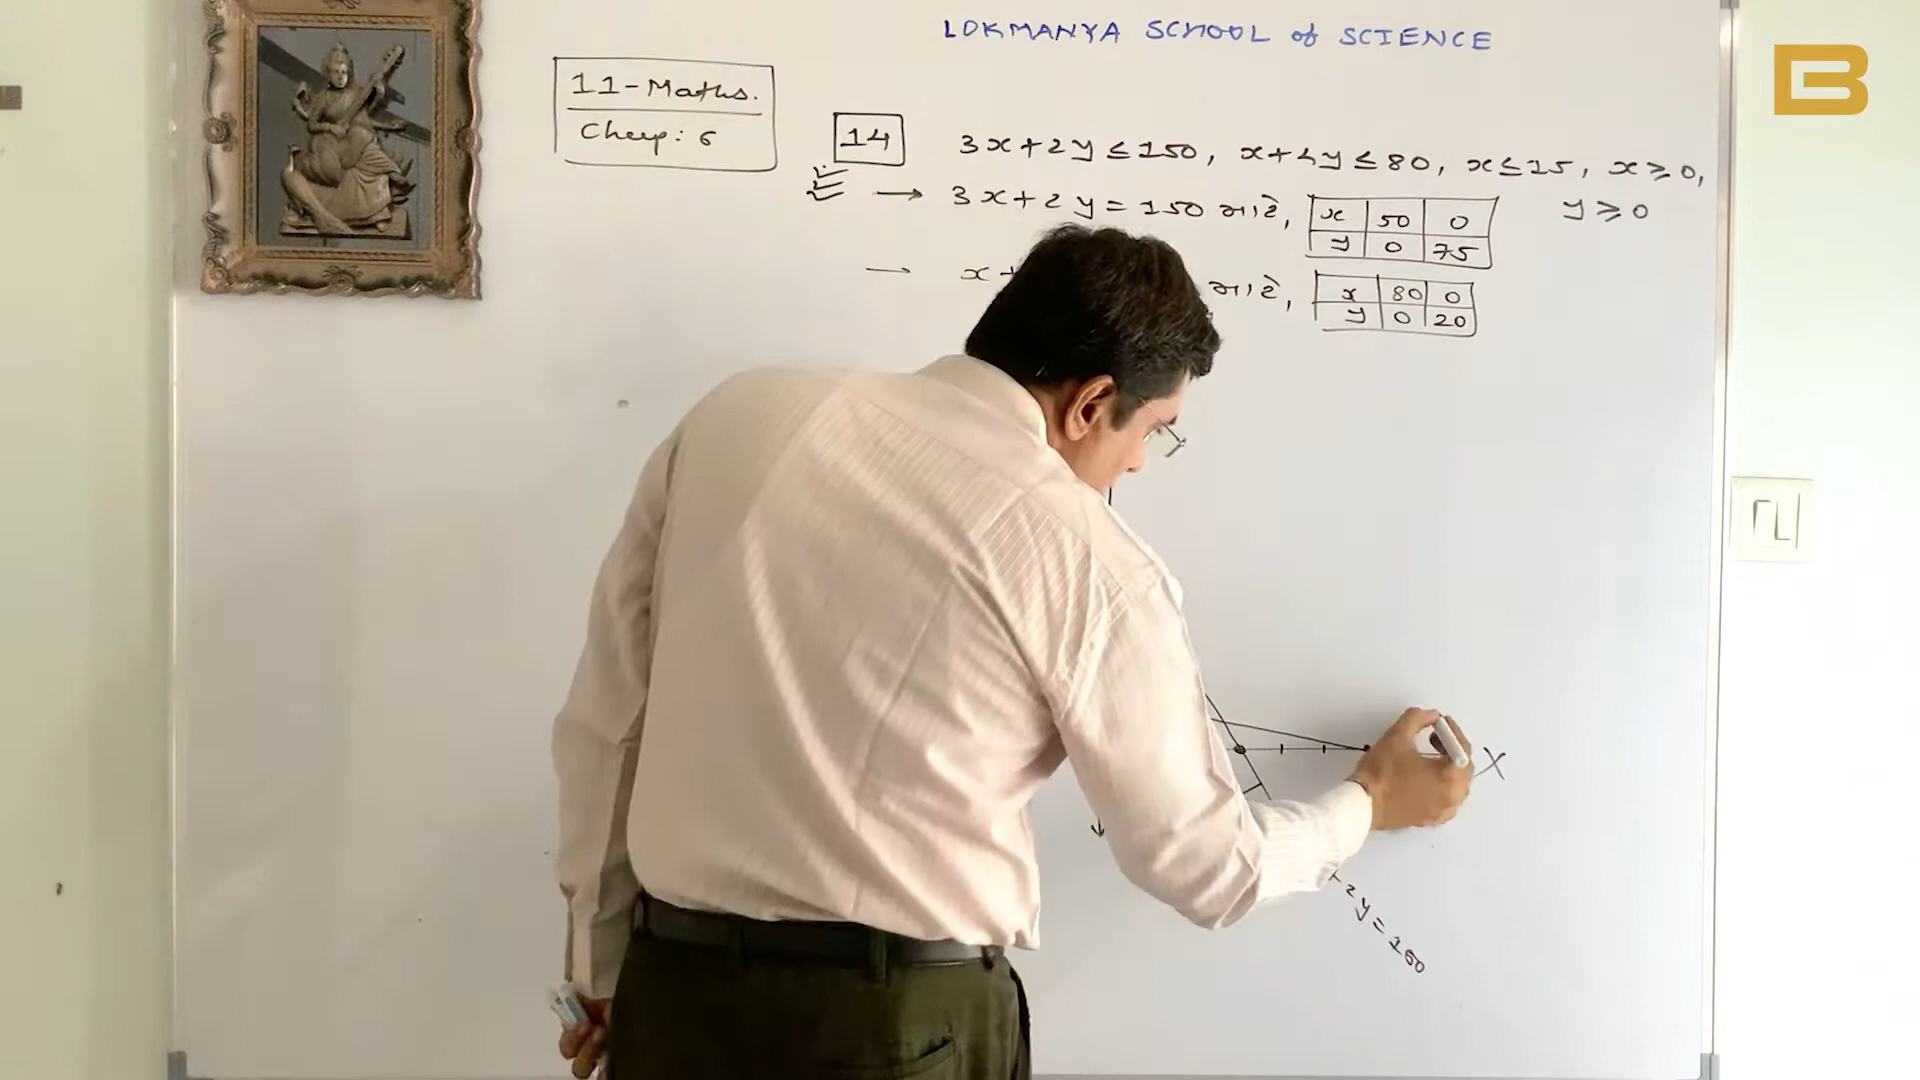 LOKMANYA SCHOOL of SCIENCE
11-Maths.
Chep: 6
14
3x+2y≤150, x+4y≤80, x≤15, x≥0,
y≥0
→ 3x+2y=150 માટે,
x 50 0
y 0 75
→ x+ માટે,
x 80 0
y 0 20
X
+2y=150